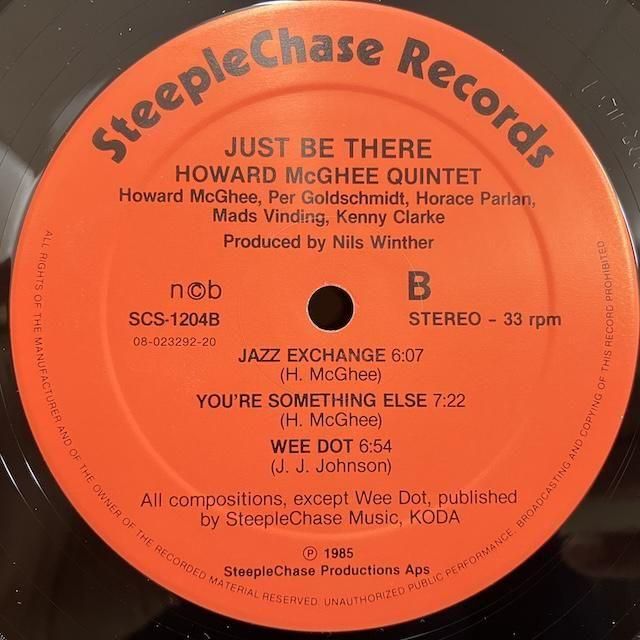 SteepleChase Records
JUST BE THERE
HOWARD McGHEE QUINTET
Howard McGhee, Per Goldschmidt, Horace Parlan,
Mads Vinding, Kenny Clarke
Produced by Nils Winther
n©b
B
SCS-1204B
STEREO - 33 rpm
08-023292-20
JAZZ EXCHANGE 6:07
(H. McGhee)
YOU'RE SOMETHING ELSE 7:22
(H. McGhee)
WEE DOT 6:54
(J. J. Johnson)
All compositions, except Wee Dot, published
by SteepleChase Music, KODA
℗ 1985
SteepleChase Productions Aps
ALL RIGHTS OF THE MANUFACTURER AND OF THE OWNER OF THE RECORDED MATERIAL RESERVED. UNAUTHORIZED PUBLIC PERFORMANCE, BROADCASTING AND COPYING OF THIS RECORD PROHIBITED